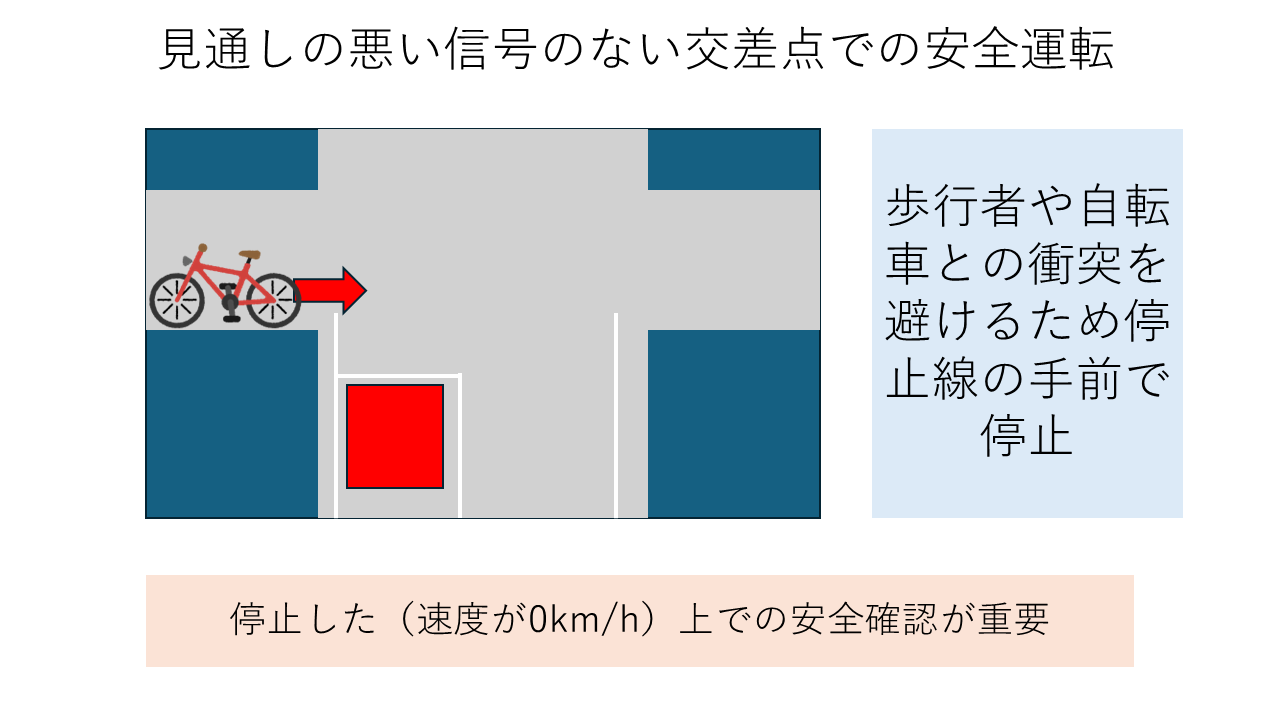 見通しの悪い信号のない交差点での安全運転
歩行者や自転
車との衝突を
避けるため停
止線の手前で
停止
停止した（速度が0km/h）上での安全確認が重要